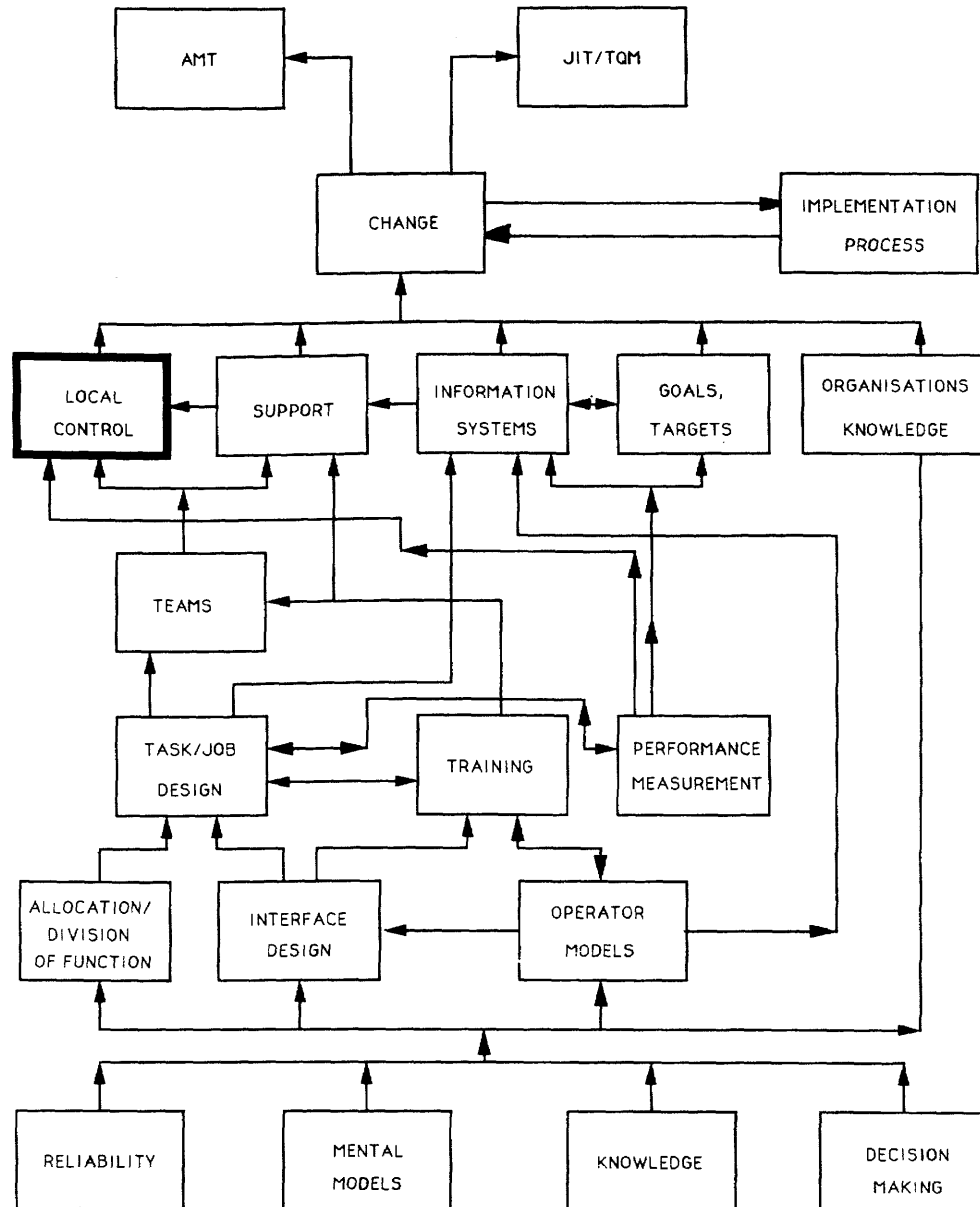 AMT
JIT/TQM
CHANGE
IMPLEMENTATION
PROCESS
LOCAL
CONTROL
SUPPORT
INFORMATION
SYSTEMS
GOALS,
TARGETS
ORGANISATIONS
KNOWLEDGE
TEAMS
TASK/JOB
DESIGN
TRAINING
PERFORMANCE
MEASUREMENT
ALLOCATION/
DIVISION
OF FUNCTION
INTERFACE
DESIGN
OPERATOR
MODELS
RELIABILITY
MENTAL
MODELS
KNOWLEDGE
DECISION
MAKING